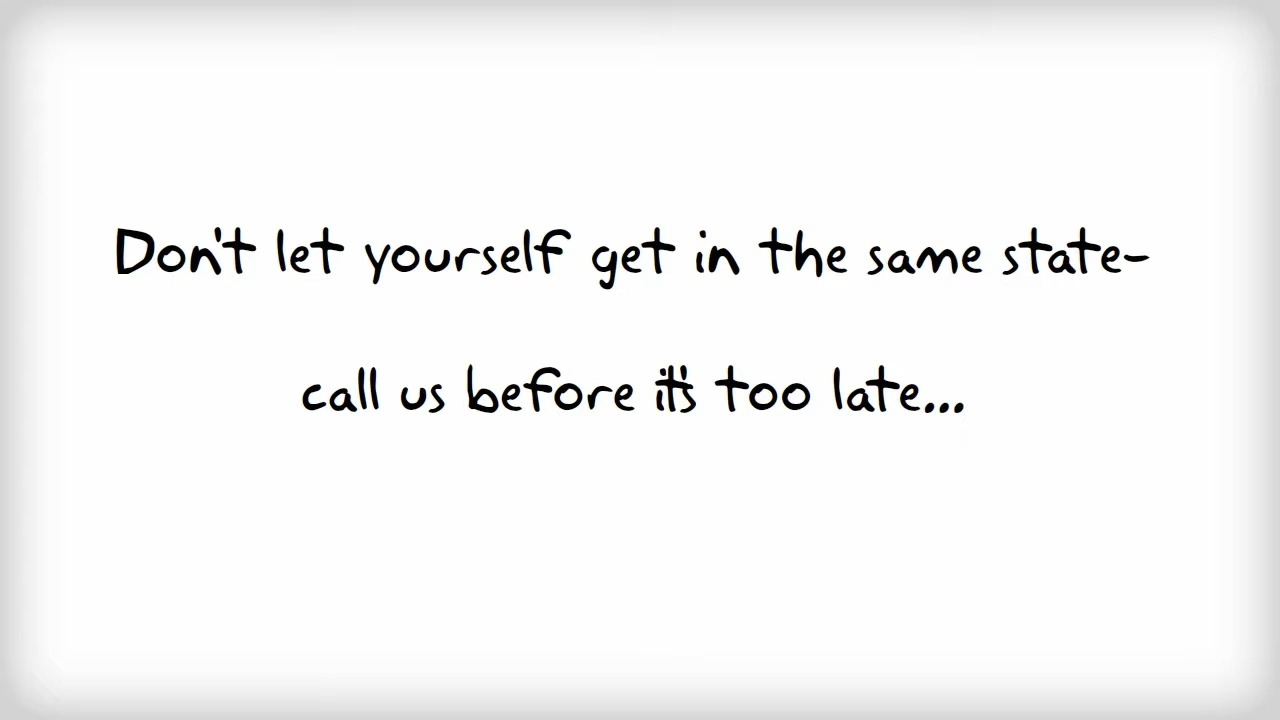 Don't let yourself get in the same state-
call us before it's too late...